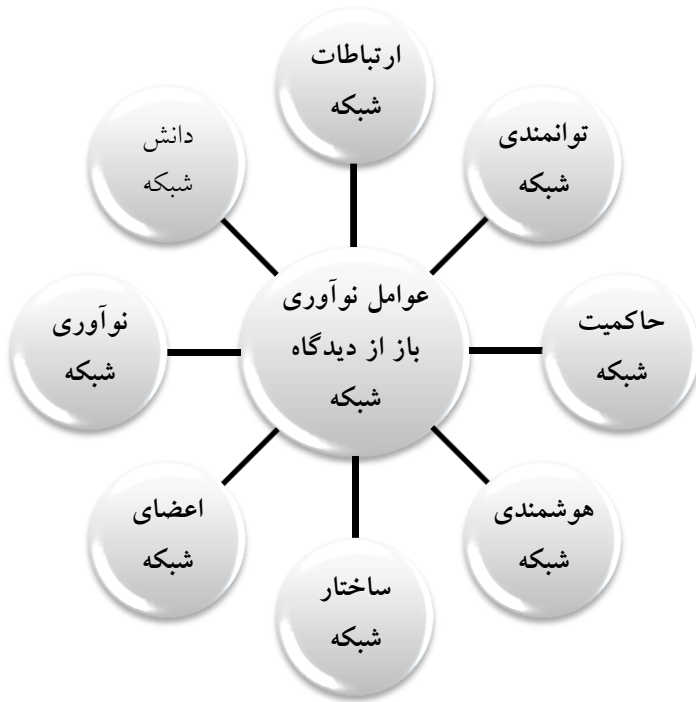 ارتباطات
شبکه
توانمندی
شبکه
دانش
شبکه
عوامل نوآوری
باز از دیدگاه
شبکه
حاکمیت
شبکه
نوآوری
شبکه
هوشمندی
شبکه
اعضای
شبکه
ساختار
شبکه